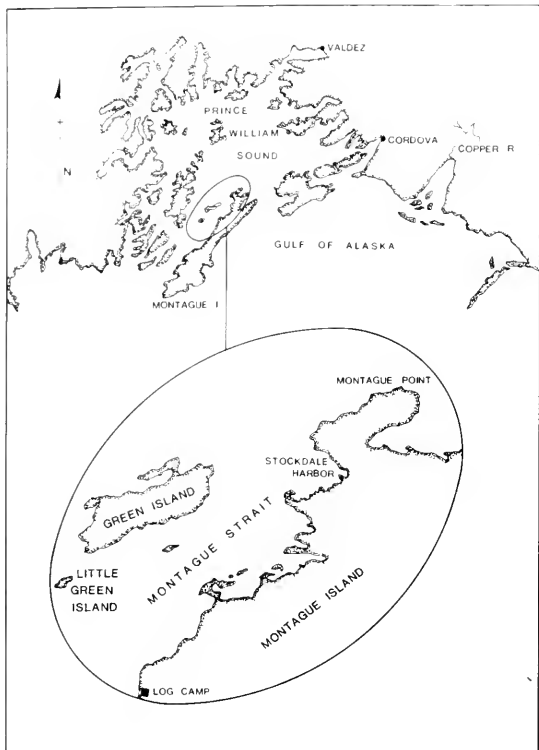 VALDEZ
PRINCE
WILLIAM
SOUND
CORDOVA
COPPER R
N
GULF OF ALASKA
MONTAGUE I
MONTAGUE POINT
STOCKDALE
HARBOR
GREEN ISLAND
MONTAGUE STRAIT
LITTLE
GREEN
ISLAND
MONTAGUE ISLAND
LOG CAMP